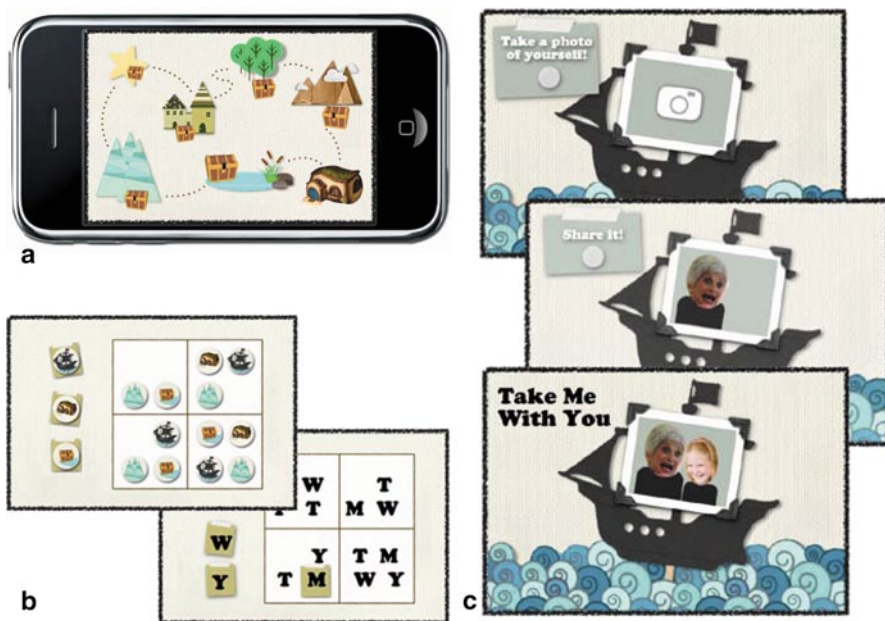 a
Take a photo
of yourself!
Share it!
Take Me
With You
c
b
W
T
T
T
M W
Y
T M
T M
W Y
W
Y